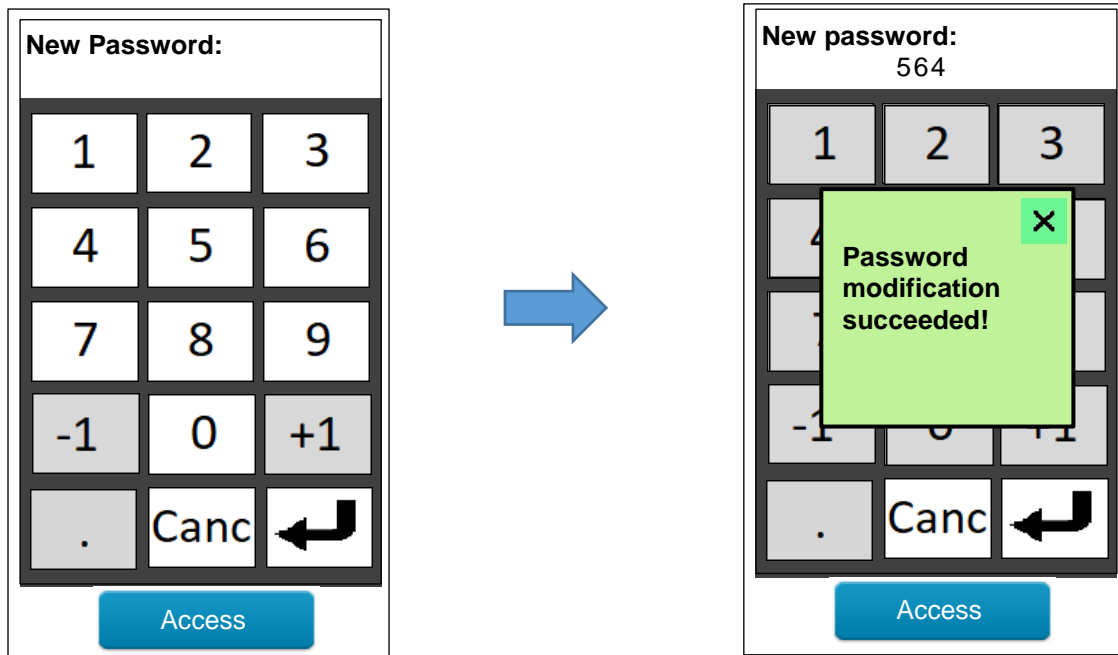 New Password:
1 2 3
4 5 6
7 8 9
-1 0 +1
. Canc
Access
New password:
564
1 2 3
Password
modification
succeeded!
. Canc
Access